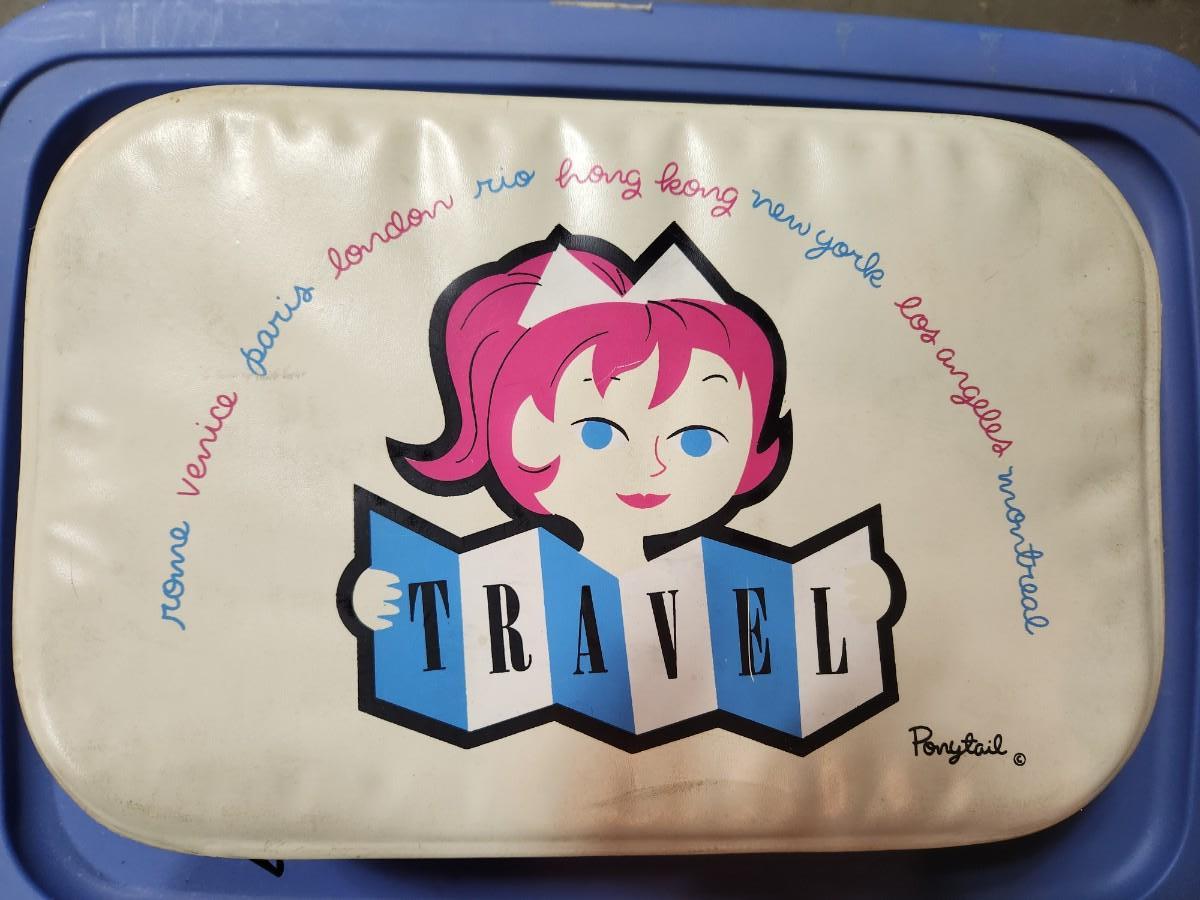 rome venice paris london rio hong kong new york los angeles montreal
TRAVEL
Ponytail ©